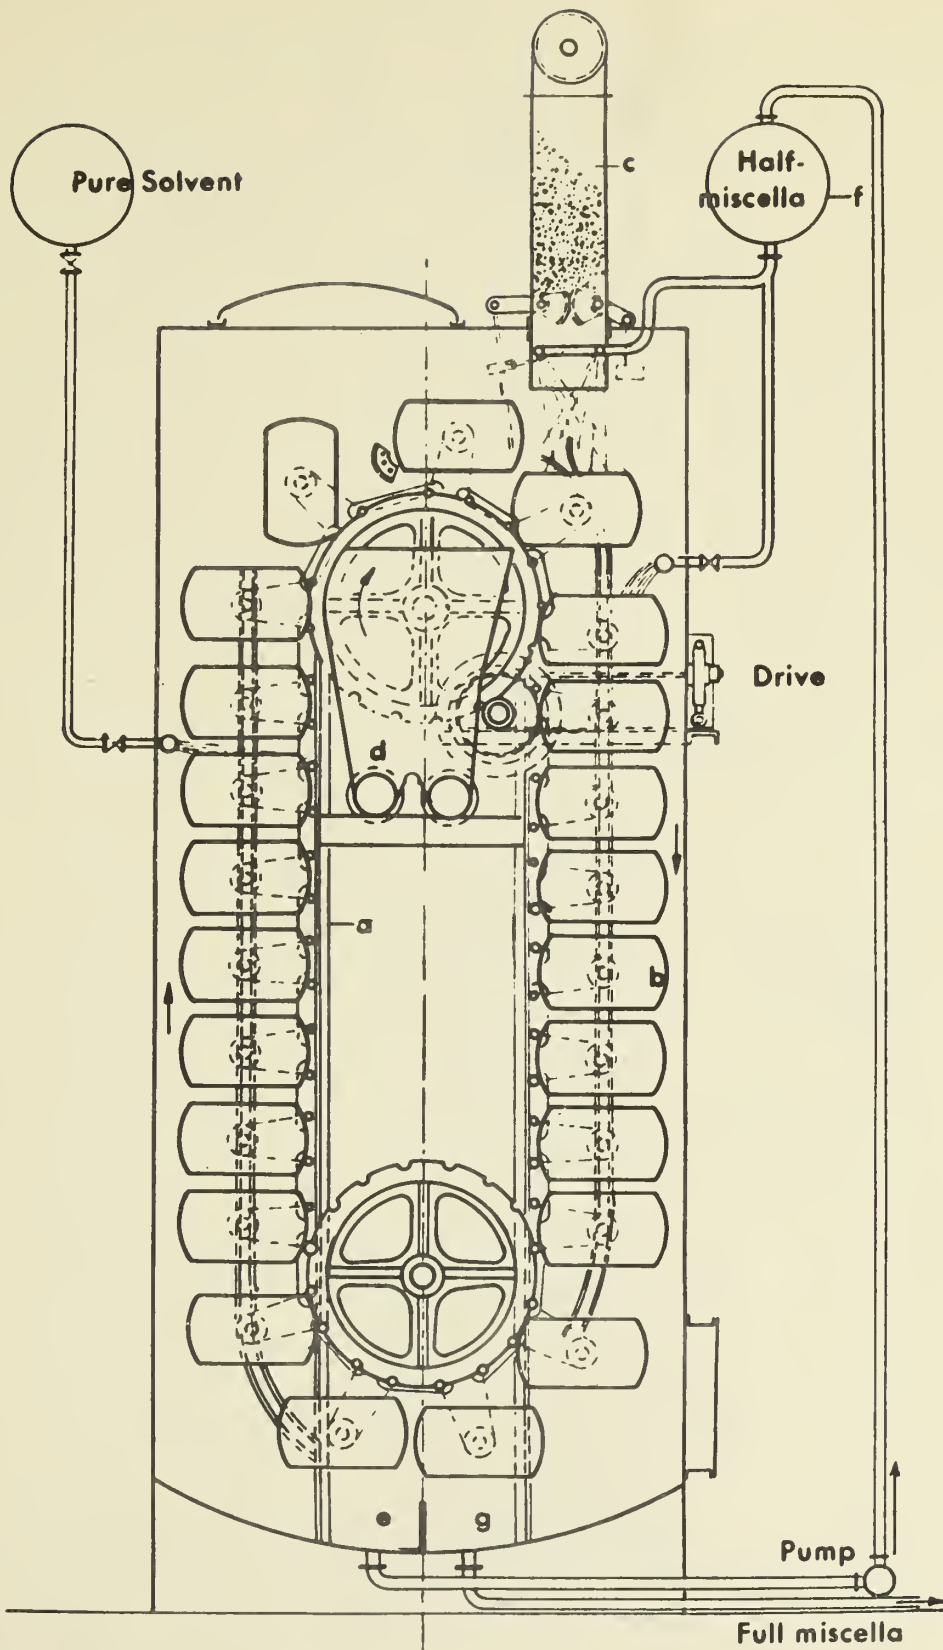 c
Pure Solvent
Half-
miscella
f
Drive
d
a
b
e
g
Pump
Full miscella